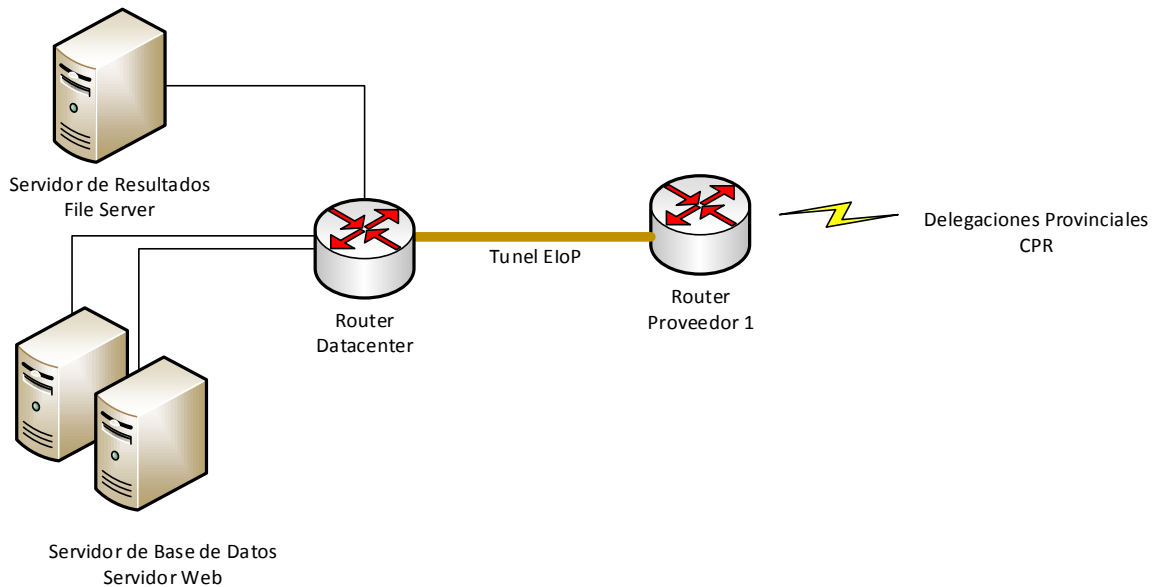 Servidor de Resultados
File Server
Tunel EIoP
Router
Datacenter
Router
Proveedor 1
Delegaciones Provinciales
CPR
Servidor de Base de Datos
Servidor Web